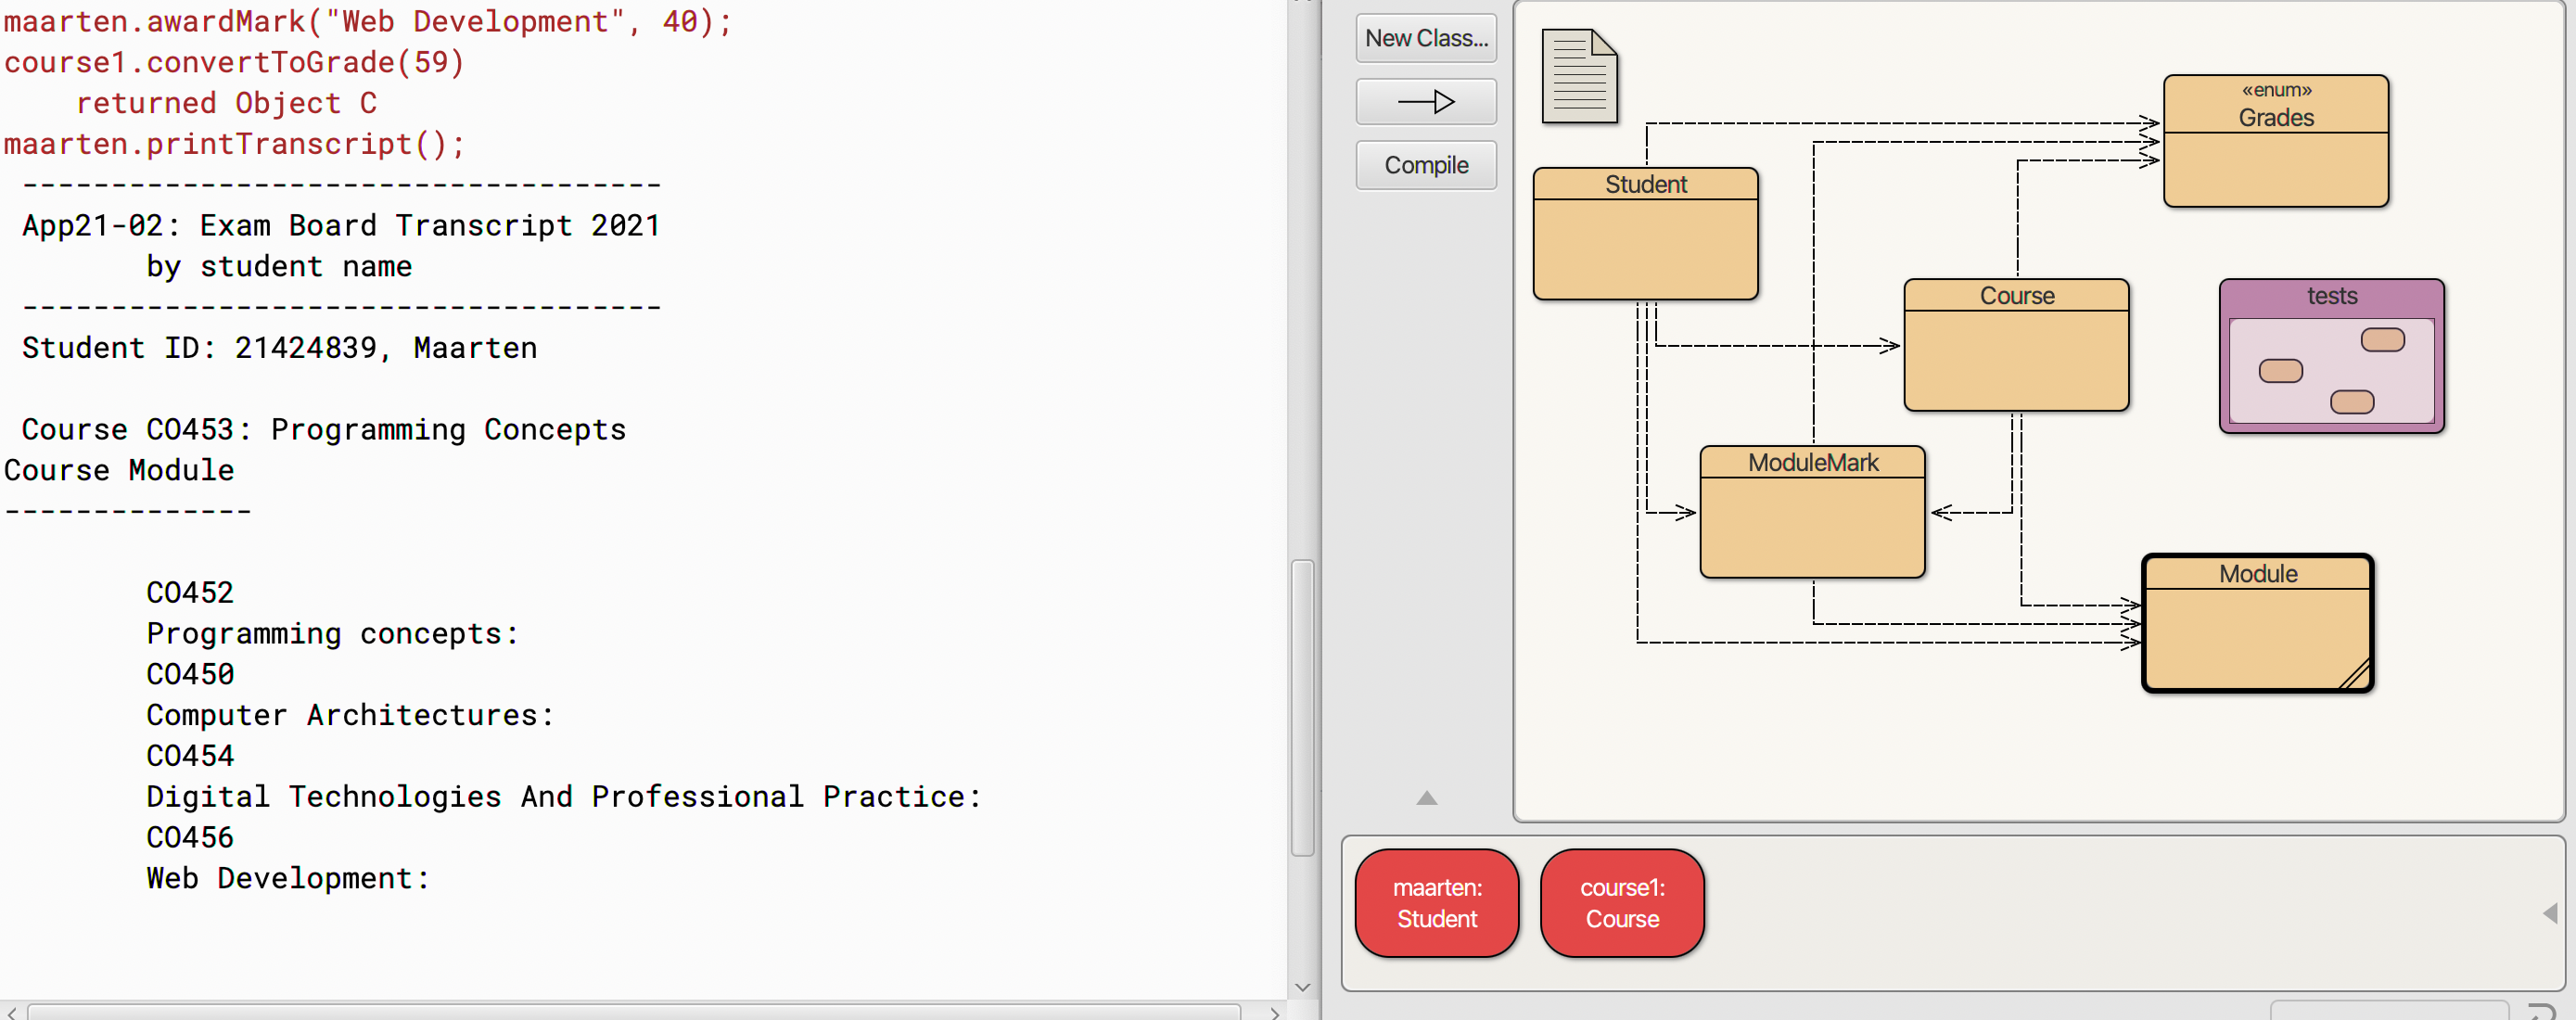 maarten.awardMark("Web Development", 40);
course1.convertToGrade(59)
    returned Object C
maarten.printTranscript();
 ------------------------------------
 App21-02: Exam Board Transcript 2021
        by student name
 ------------------------------------
 Student ID: 21424839, Maarten

 Course CO453: Programming Concepts
Course Module
--------------

        CO452
        Programming concepts:
        CO450
        Computer Architectures:
        CO454
        Digital Technologies And Professional Practice:
        CO456
        Web Development:
New Class...
Compile
«enum»
Grades
Student
Course
tests
ModuleMark
Module
maarten:
Student
course1:
Course